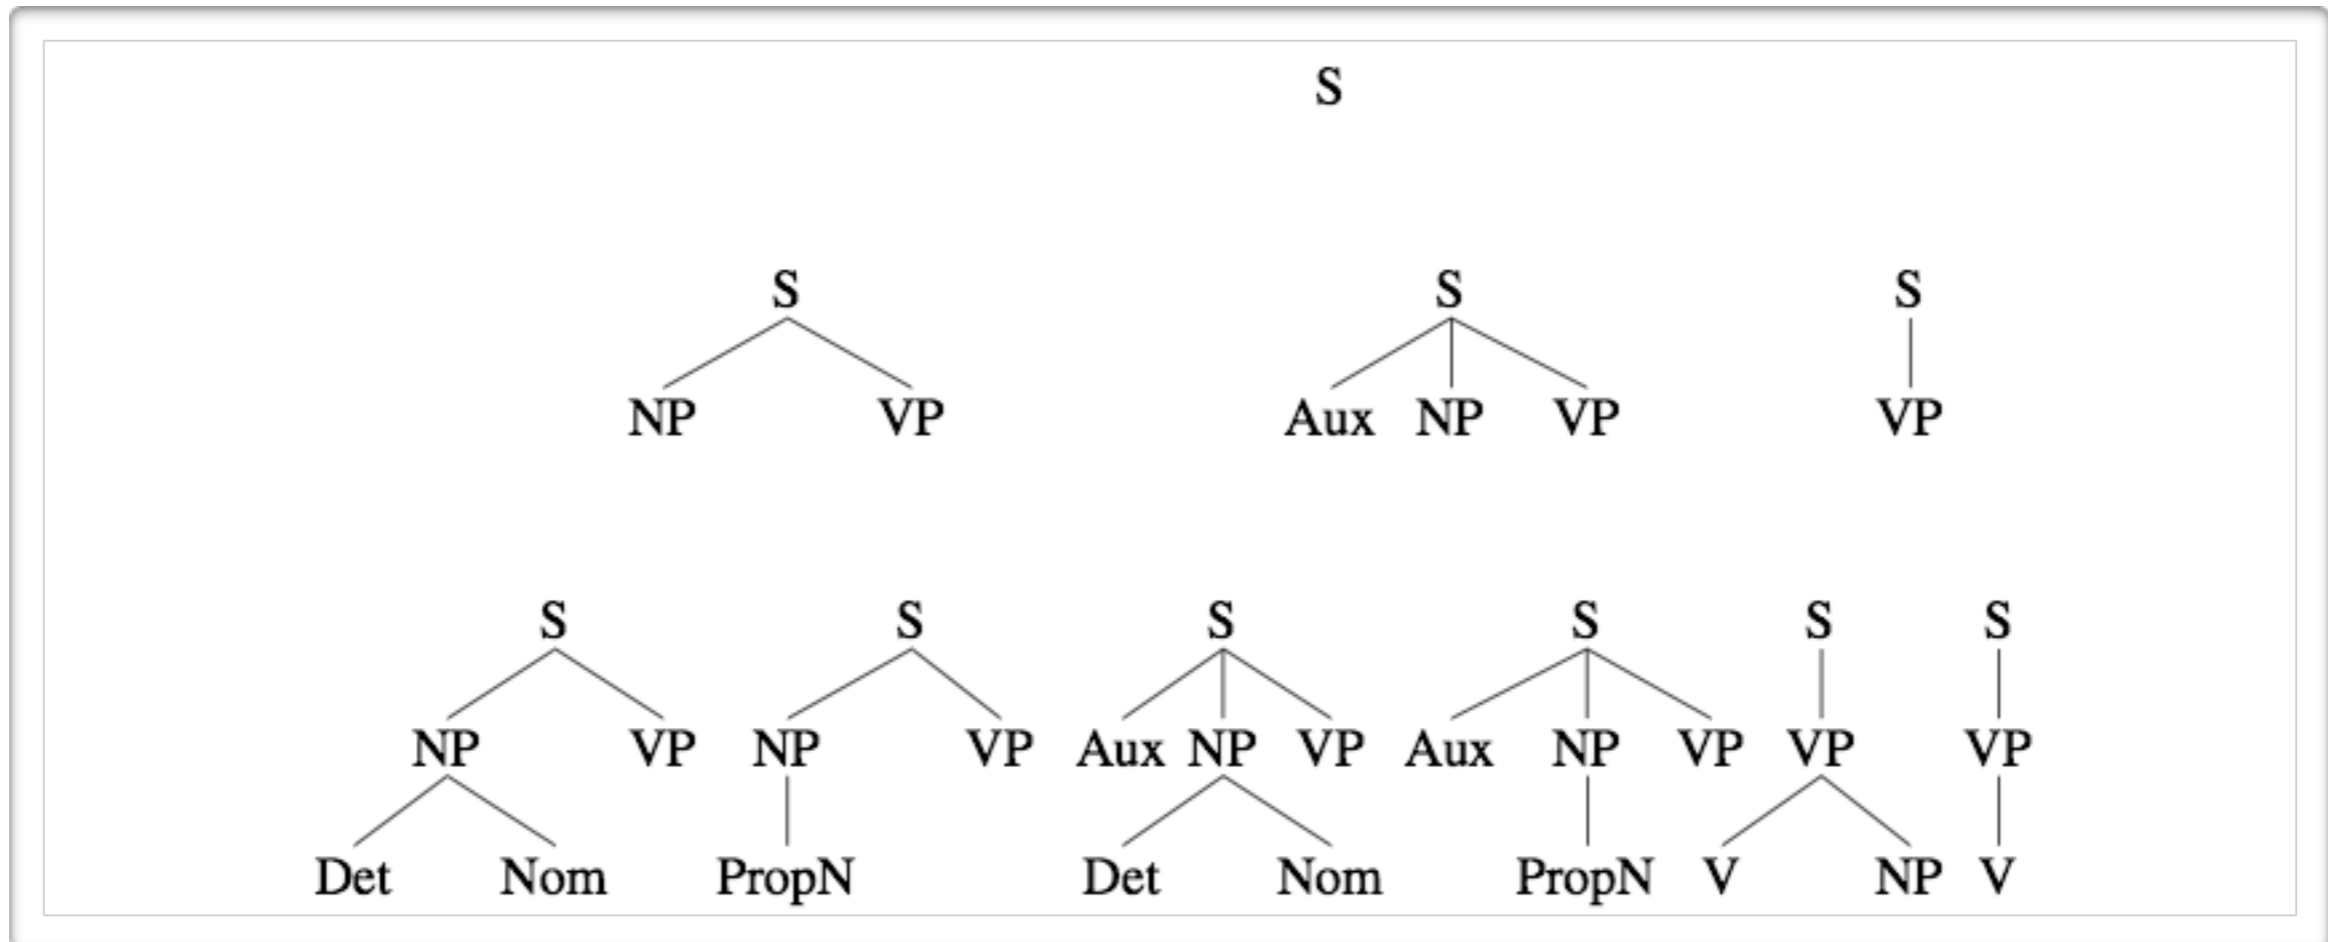 S
S S S
NP VP Aux NP VP VP
S S S S S S
NP VP NP VP Aux NP VP Aux NP VP VP VP
Det Nom PropN Det Nom PropN V NP V